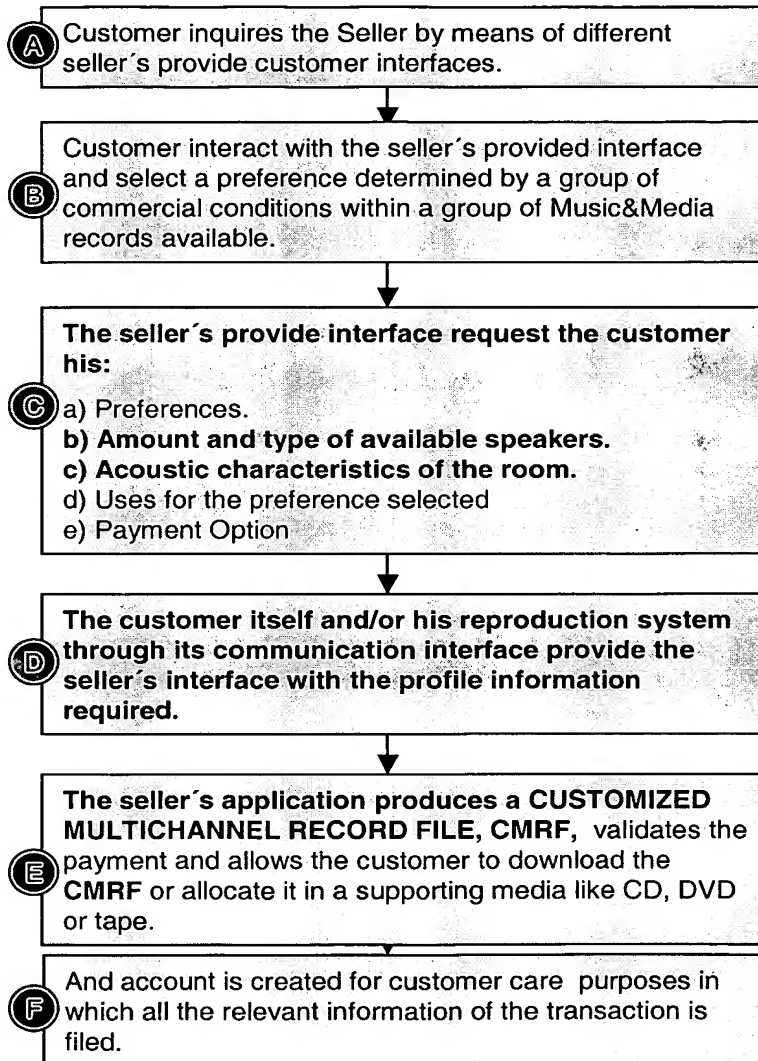 A Customer inquires the Seller by means of different
seller´s provide customer interfaces.
Customer interact with the seller´s provided interface
and select a preference determined by a group of
B commercial conditions within a group of Music&Media
records available.
The seller´s provide interface request the customer
his:
C a) Preferences.
b) Amount and type of available speakers.
c) Acoustic characteristics of the room.
d) Uses for the preference selected
e) Payment Option
The customer itself and/or his reproduction system
D through its communication interface provide the
seller´s interface with the profile information
required.
The seller´s application produces a CUSTOMIZED
MULTICHANNEL RECORD FILE, CMRF, validates the
E payment and allows the customer to download the
CMRF or allocate it in a supporting media like CD, DVD
or tape.
And account is created for customer care purposes in
F which all the relevant information of the transaction is
filed.